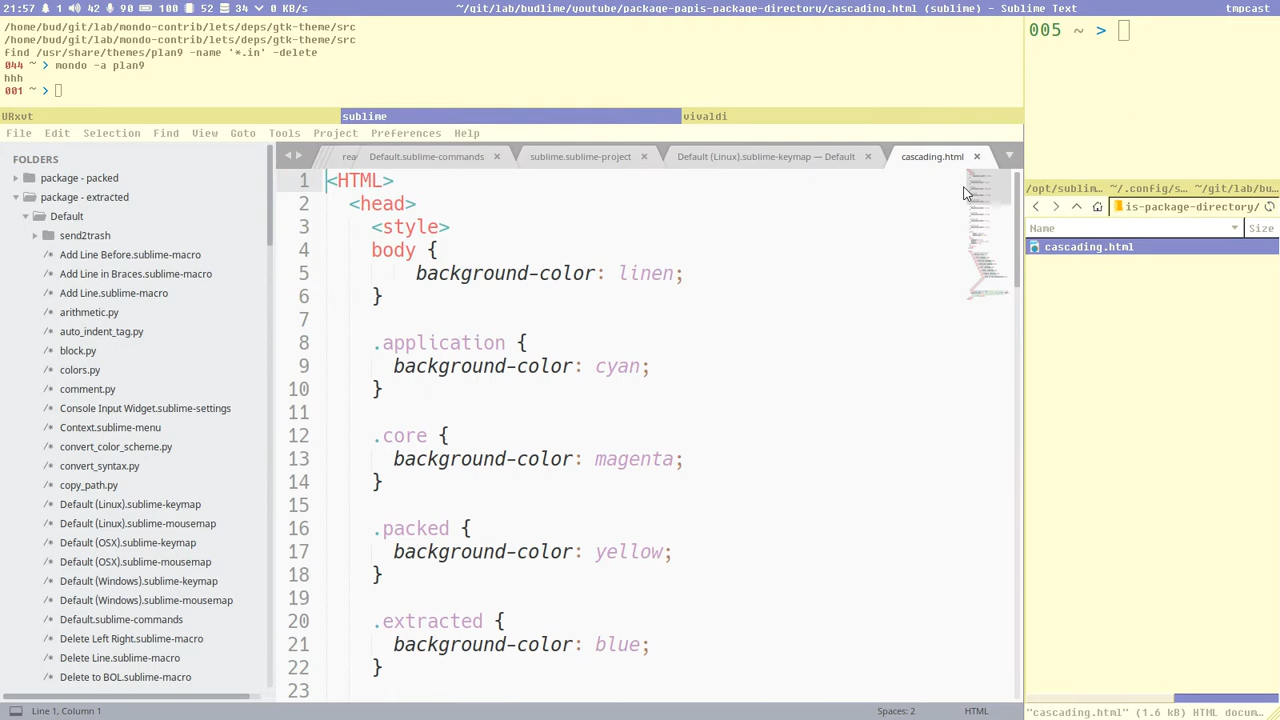 21:57 1 42 90 100 52 2 GB ~/git/lab/budlime/youtube/package-papis-package-directory/cascading.html (sublime) - Sublime Text tmpcast
/home/bud/git/lab/mondo-contrib/lets/deps/gtk-theme/src
/home/bud/git/lab/mondo-contrib/lets/deps/gtk-theme/src
find /usr/share/themes/plan9 -name '*.in' -delete
044 ~ > mondo -a plan9
hhh
001 ~ >
005 ~ >
URxvt sublime vivaldi
File Edit Selection Find View Goto Tools Project Preferences Help
FOLDERS
package - packed
package - extracted
Default
send2trash
/* Add Line Before.sublime-macro
/* Add Line in Braces.sublime-macro
/* Add Line.sublime-macro
/* arithmetic.py
/* auto_indent_tag.py
/* block.py
/* colors.py
/* comment.py
/* Console Input Widget.sublime-settings
/* Context.sublime-menu
/* convert_color_scheme.py
/* convert_syntax.py
/* copy_path.py
/* Default (Linux).sublime-keymap
/* Default (Linux).sublime-mousemap
/* Default (OSX).sublime-keymap
/* Default (OSX).sublime-mousemap
/* Default (Windows).sublime-keymap
/* Default (Windows).sublime-mousemap
/* Default.sublime-commands
/* Delete Left Right.sublime-macro
/* Delete Line.sublime-macro
/* Delete to BOL.sublime-macro
rea Default.sublime-commands × sublime.sublime-project × Default (Linux).sublime-keymap — Default × cascading.html ×
1 <HTML>
2 <head>
3 <style>
4 body {
5 background-color: linen;
6 }
7
8 .application {
9 background-color: cyan;
10 }
11
12 .core {
13 background-color: magenta;
14 }
15
16 .packed {
17 background-color: yellow;
18 }
19
20 .extracted {
21 background-color: blue;
22 }
23
Line 1, Column 1 Spaces: 2 HTML
/opt/sublim… ~/.config/s… ~/git/lab/bu…
is-package-directory/
Name Size
cascading.html
"cascading.html" (1.6 kB) HTML docum…